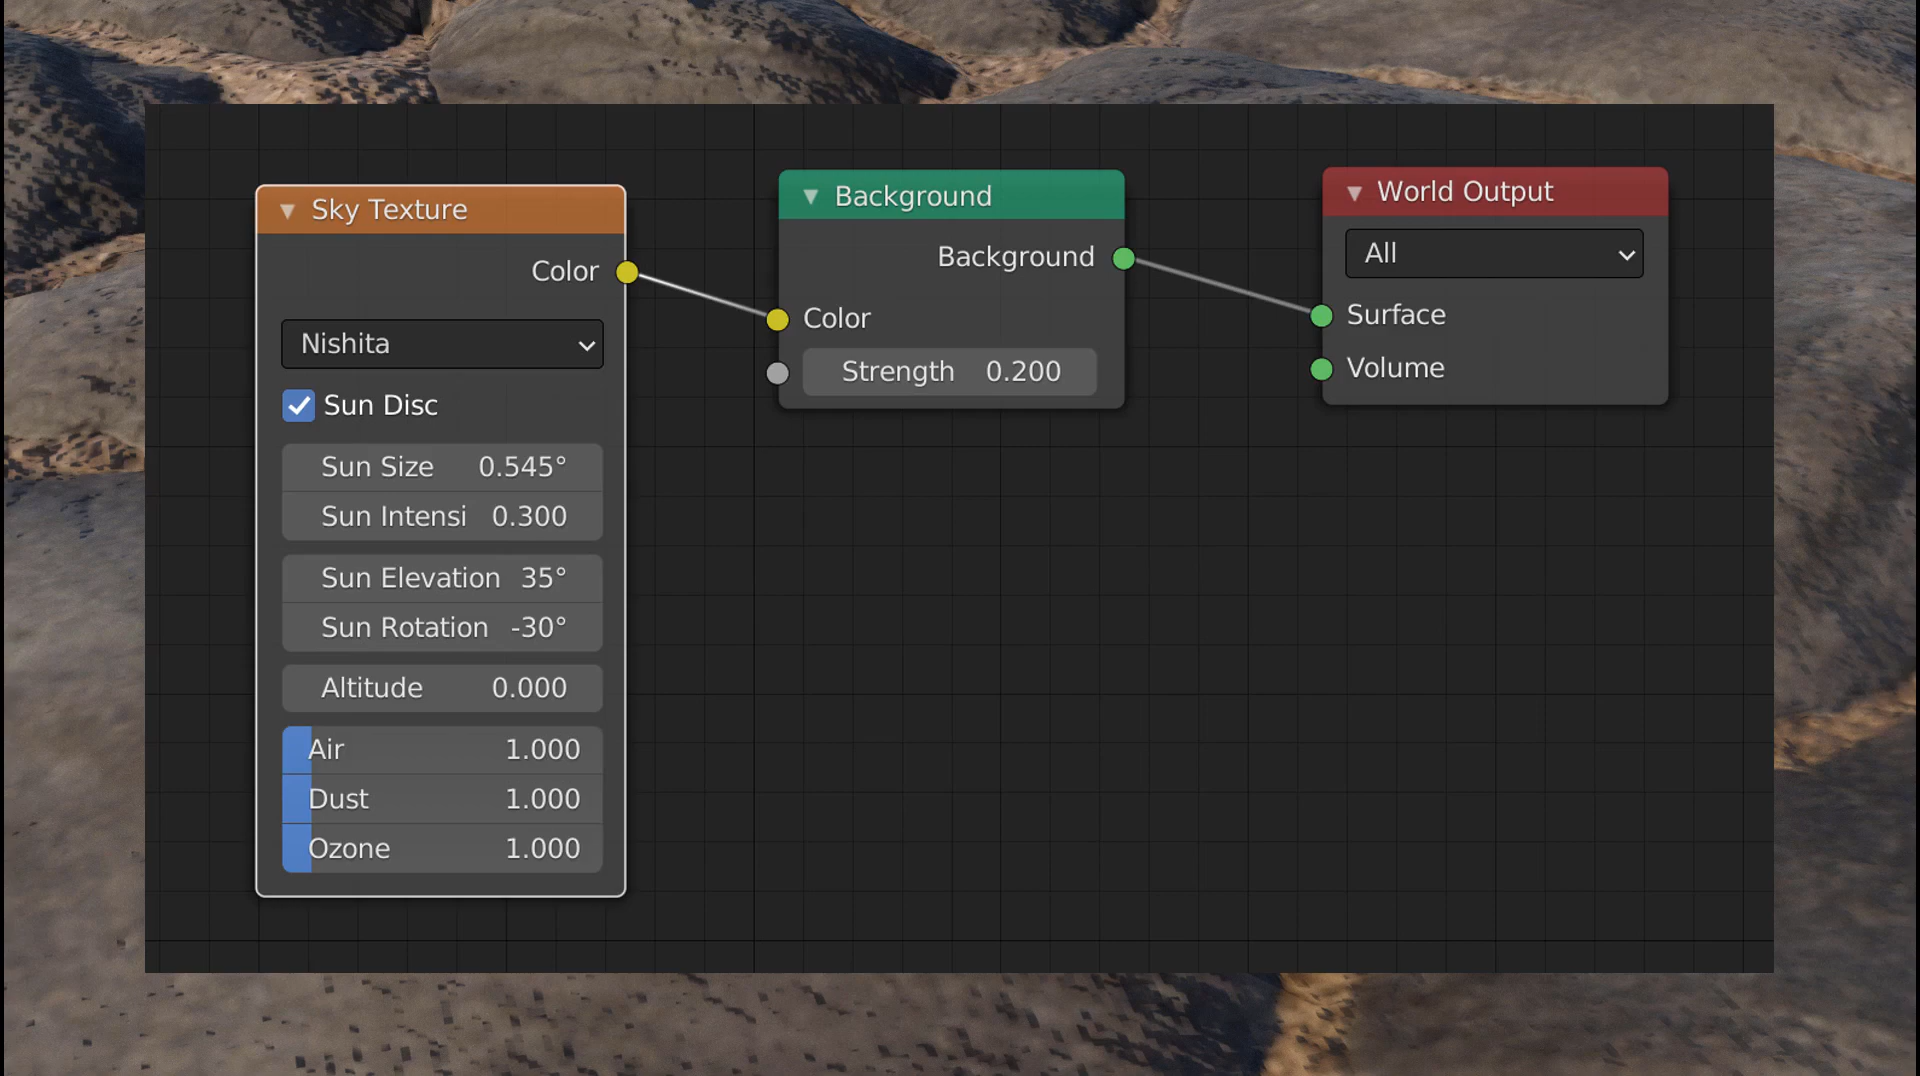 Sky Texture
Color
Nishita
Sun Disc
Sun Size 0.545°
Sun Intensi 0.300
Sun Elevation 35°
Sun Rotation -30°
Altitude 0.000
Air 1.000
Dust 1.000
Ozone 1.000
Background
Background
Color
Strength 0.200
World Output
All
Surface
Volume